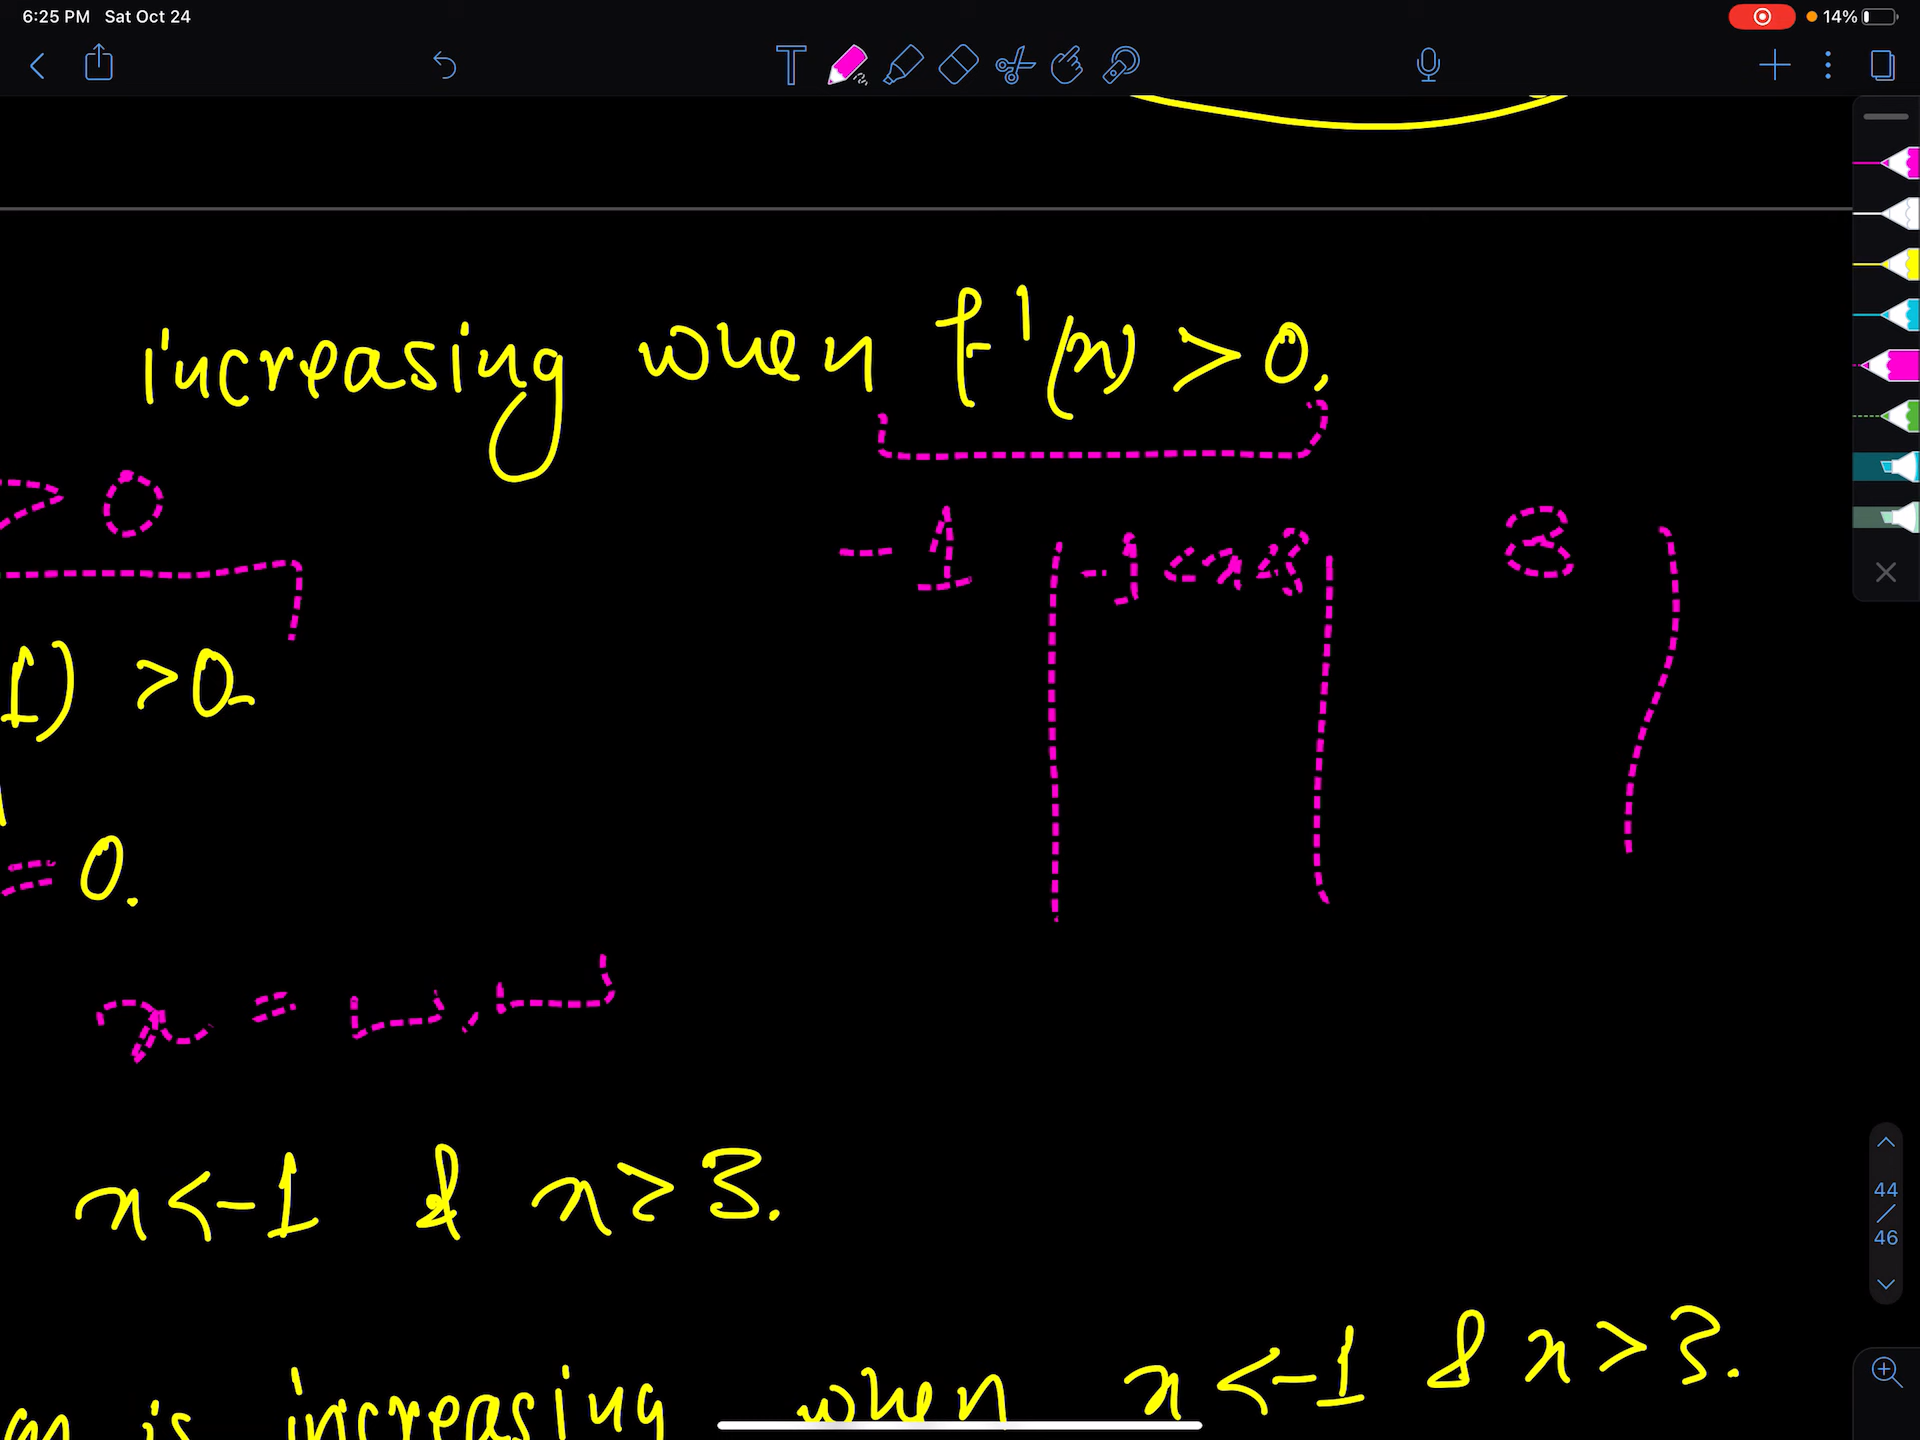 6:25 PM Sat Oct 24
14%
increasing when f'(x) > 0,
> 0
-1 -1<x<3 3
1) >0
= 0.
x = ,
x<-1 & x>3.
44
/
46
is increasing when x<-1 & x>3.